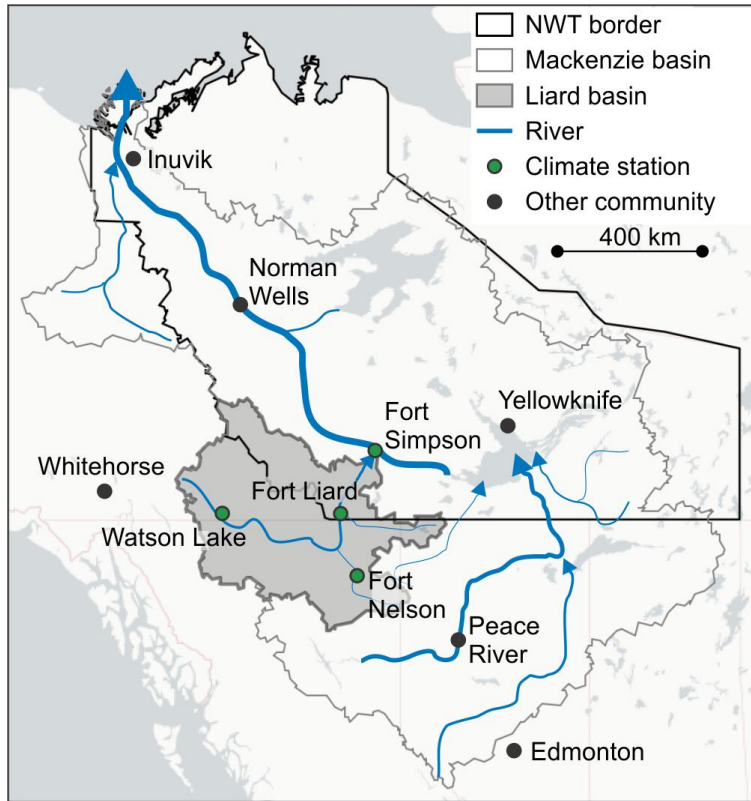 NWT border
Mackenzie basin
Liard basin
River
Climate station
Other community
400 km
Inuvik
Norman
Wells
Yellowknife
Fort
Simpson
Whitehorse
Fort Liard
Watson Lake
Fort
Nelson
Peace
River
Edmonton